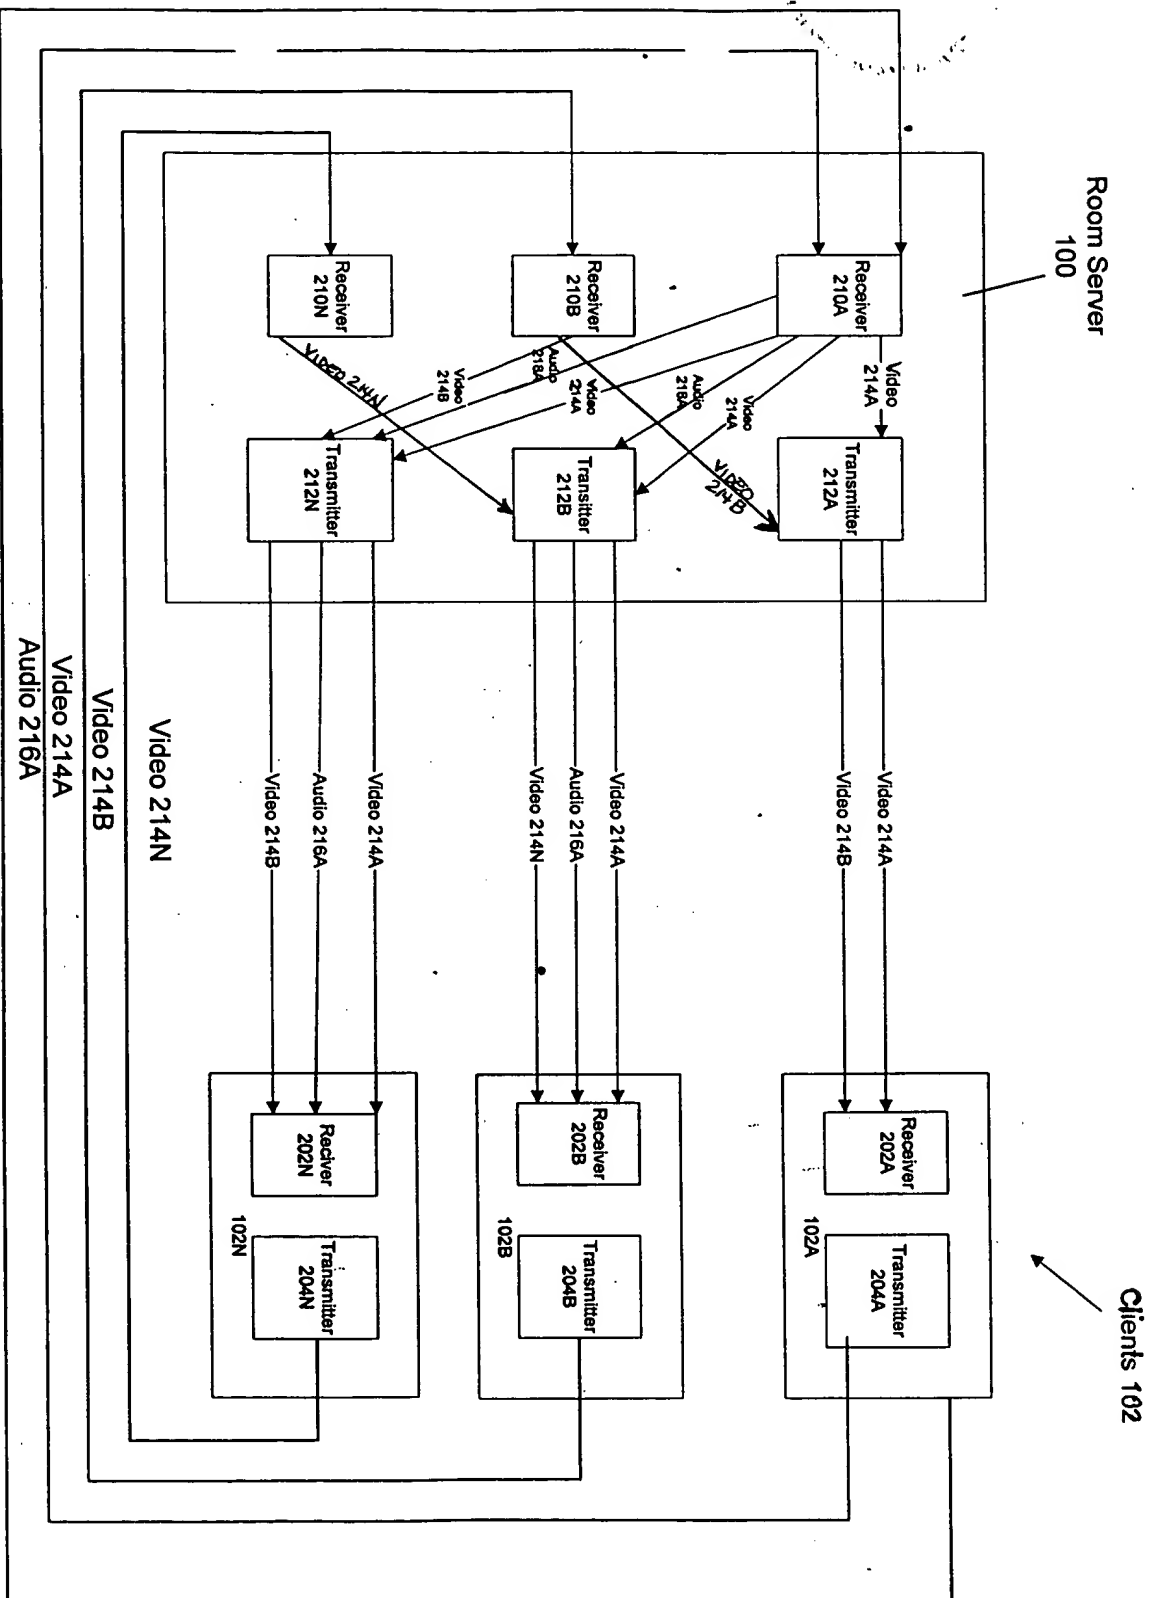 Room Server
100
Clients 102
Receiver
210A
Video
214A
Transmitter
212A
Video 214A
Video 214B
Receiver
202A
Transmitter
204A
102A
Video
214A
Audio
218A
VIDEO
214B
Receiver
210B
Transitter
212B
Video 214A
Audio 216A
Video 214N
Receiver
202B
Transmitter
204B
102B
Video
214A
Audio
218A
Video
214B
VIDEO 214N
Receiver
210N
Transmitter
212N
Video 214A
Audio 216A
Video 214B
Reciver
202N
Transmitter
204N
102N
Video 214N
Video 214B
Video 214A
Audio 216A